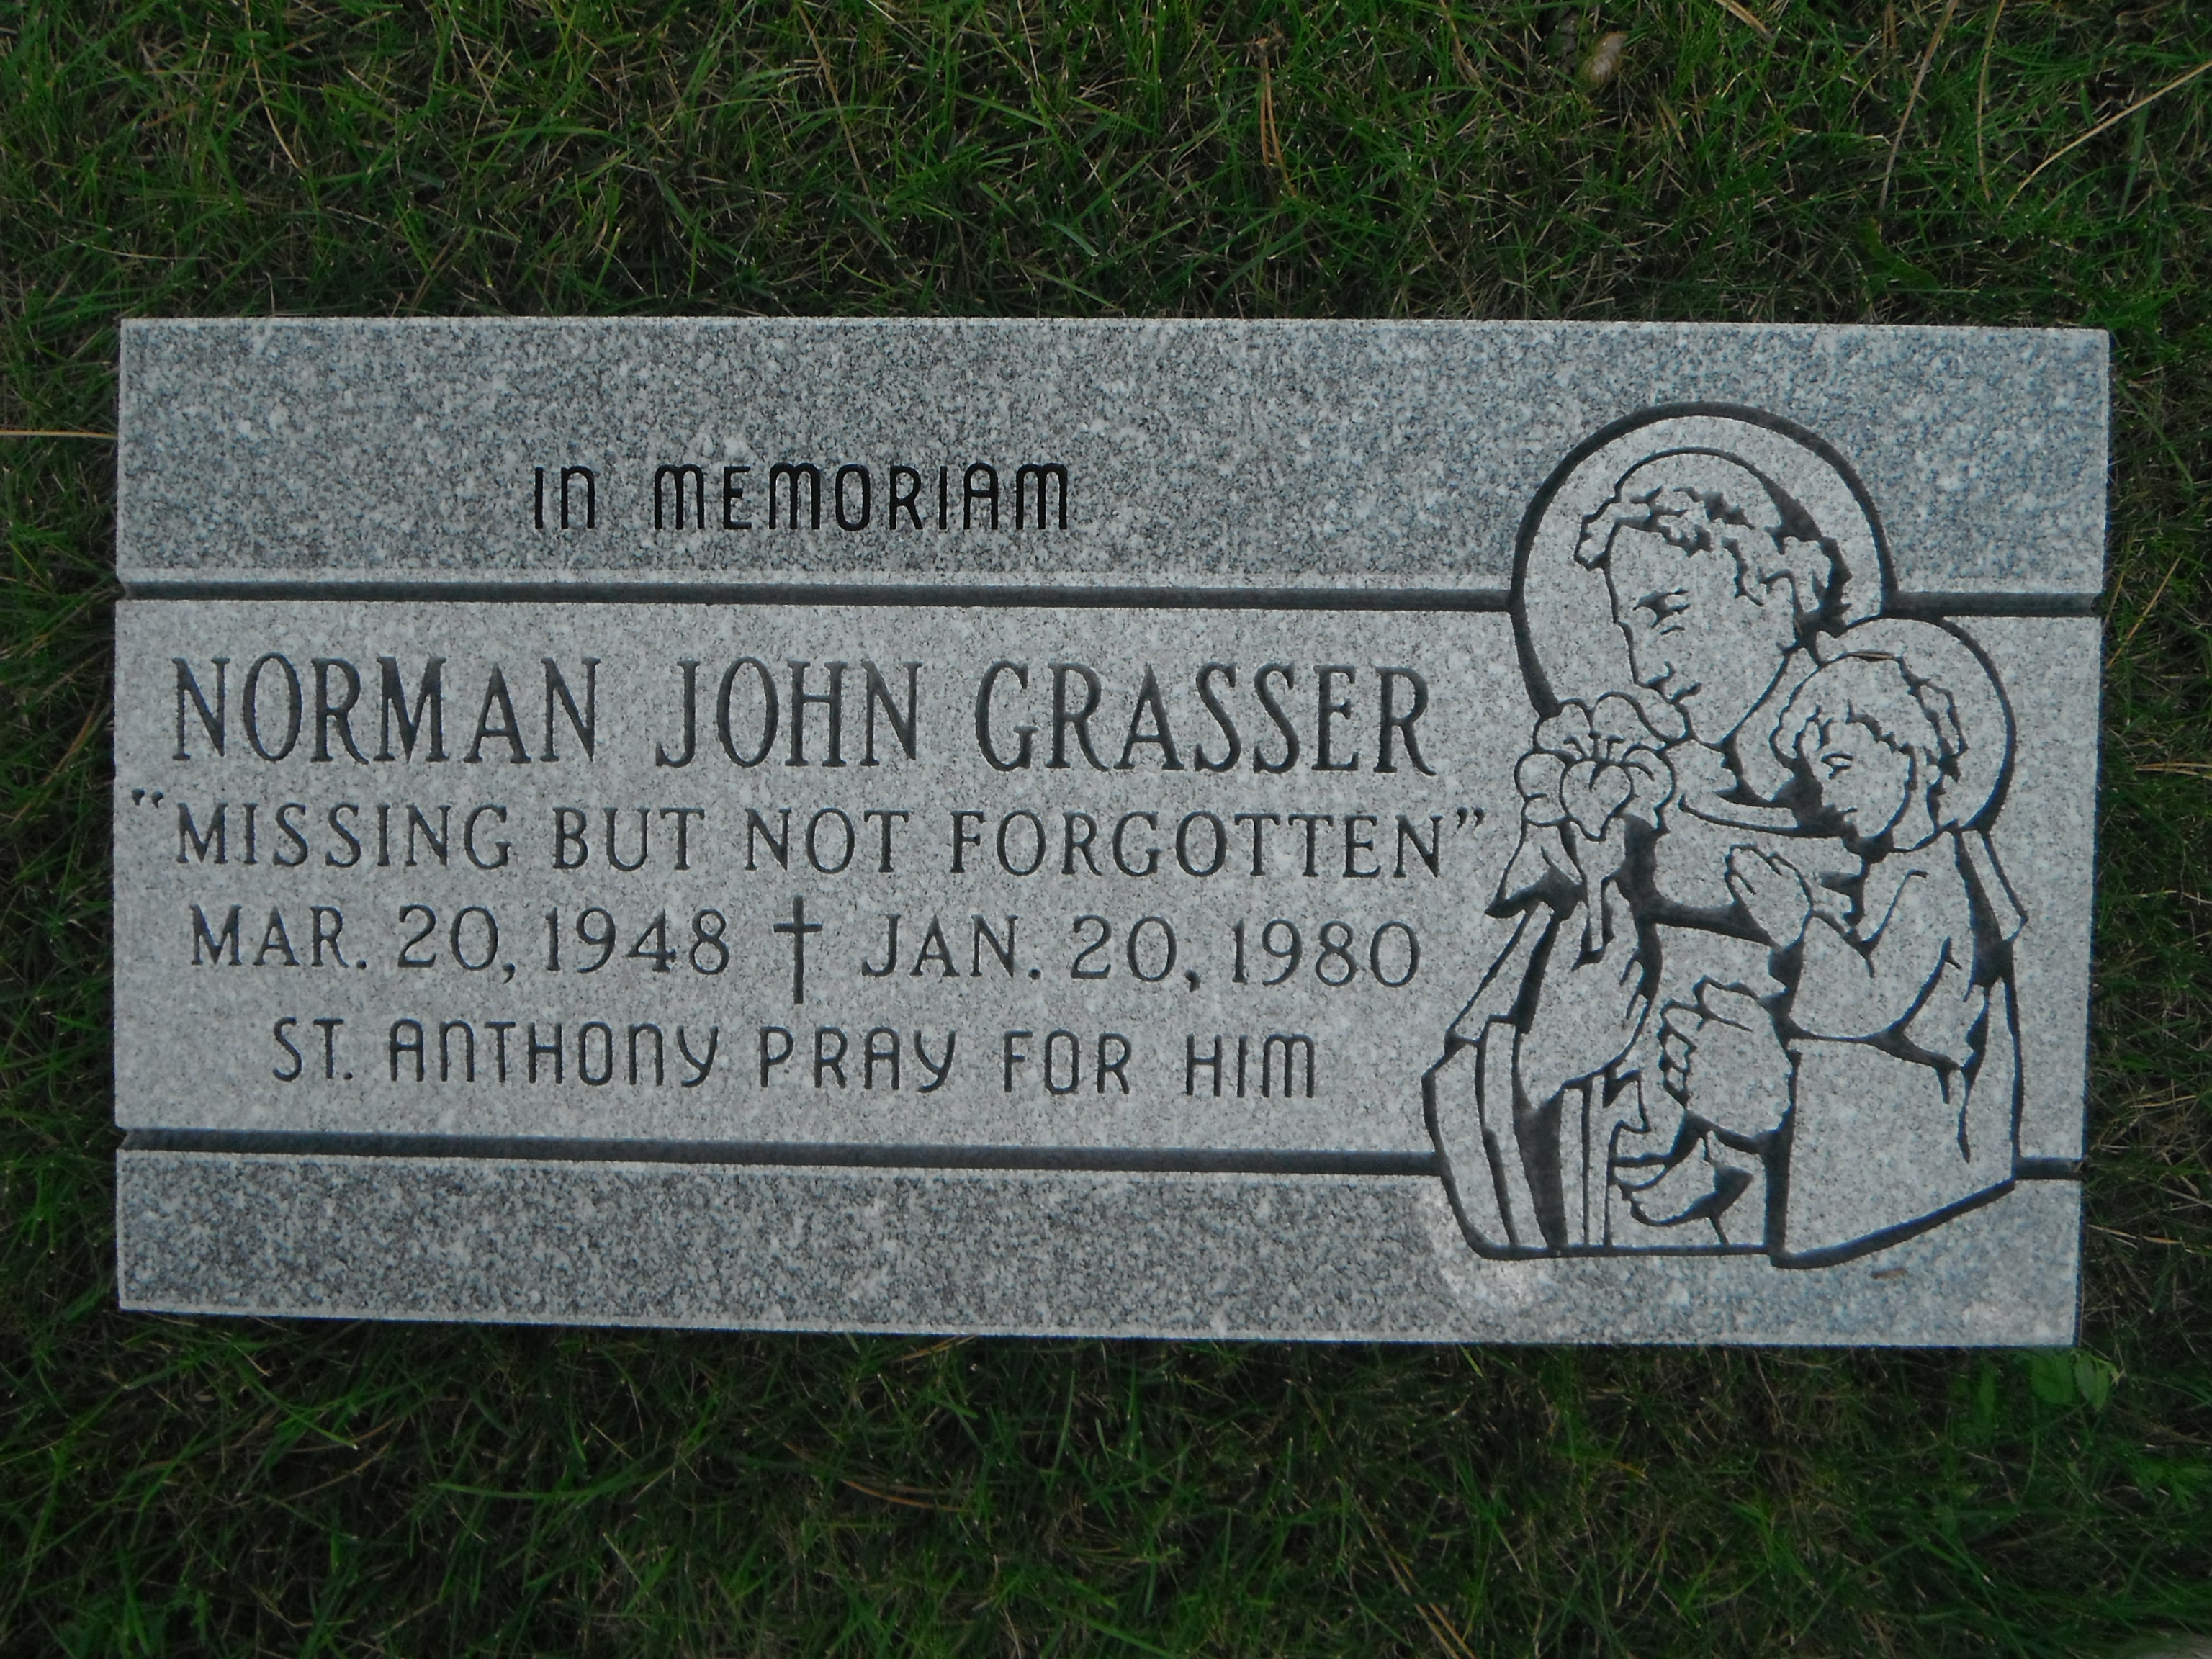 IN MEMORIAM
NORMAN JOHN GRASSER
"MISSING BUT NOT FORGOTTEN"
MAR. 20, 1948 † JAN. 20, 1980
ST. ANTHONY PRAY FOR HIM